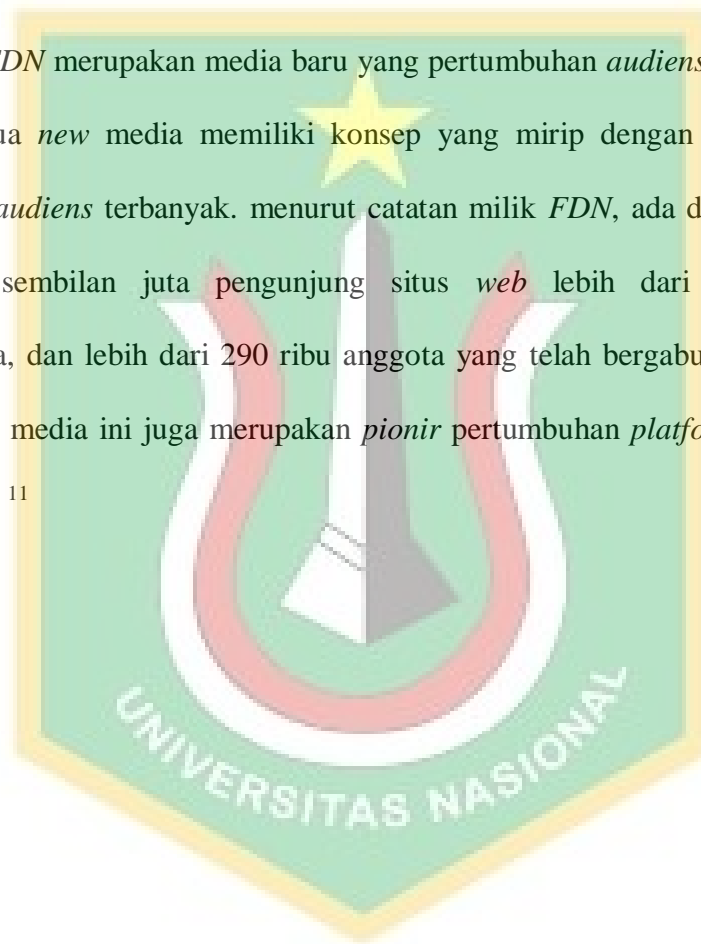 FDN merupakan media baru yang pertumbuhan audiens
new media memiliki konsep yang mirip dengan
audiens terbanyak. menurut catatan milik FDN, ada
sembilan juta pengunjung situs web lebih dari
dan lebih dari 290 ribu anggota yang telah
media ini juga merupakan pionir pertumbuhan
11
UNIVERSITAS NASIONAL